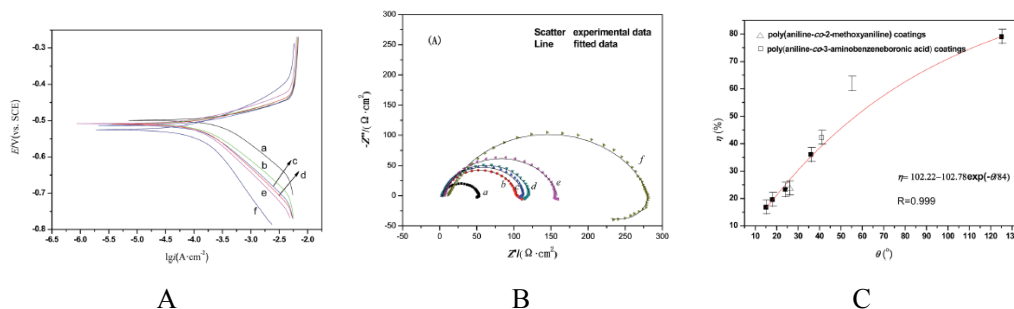 -0.3
-0.4
-0.5
-0.6
-0.7
-0.8
E/V(vs. SCE)
a
b
c
d
e
f
-6.0 -5.5 -5.0 -4.5 -4.0 -3.5 -3.0 -2.5 -2.0
lgi(A·cm⁻²)
A
(A)
Scatter experimental data
Line fitted data
300
250
200
150
100
50
0
-Z''/(Ω·cm²)
a
b
d
e
f
-50 0 50 100 150 200 250 300
Z'/(Ω·cm²)
B
80
70
60
50
40
30
20
10
η (%)
△ poly(aniline-co-2-methoxyaniline) coatings
□ poly(aniline-co-3-aminobenzeneboronic acid) coatings
η=102.22−102.78exp(-θ/84)
R=0.999
10 20 30 40 50 60 70 80 90 100 110 120 130
θ (°)
C